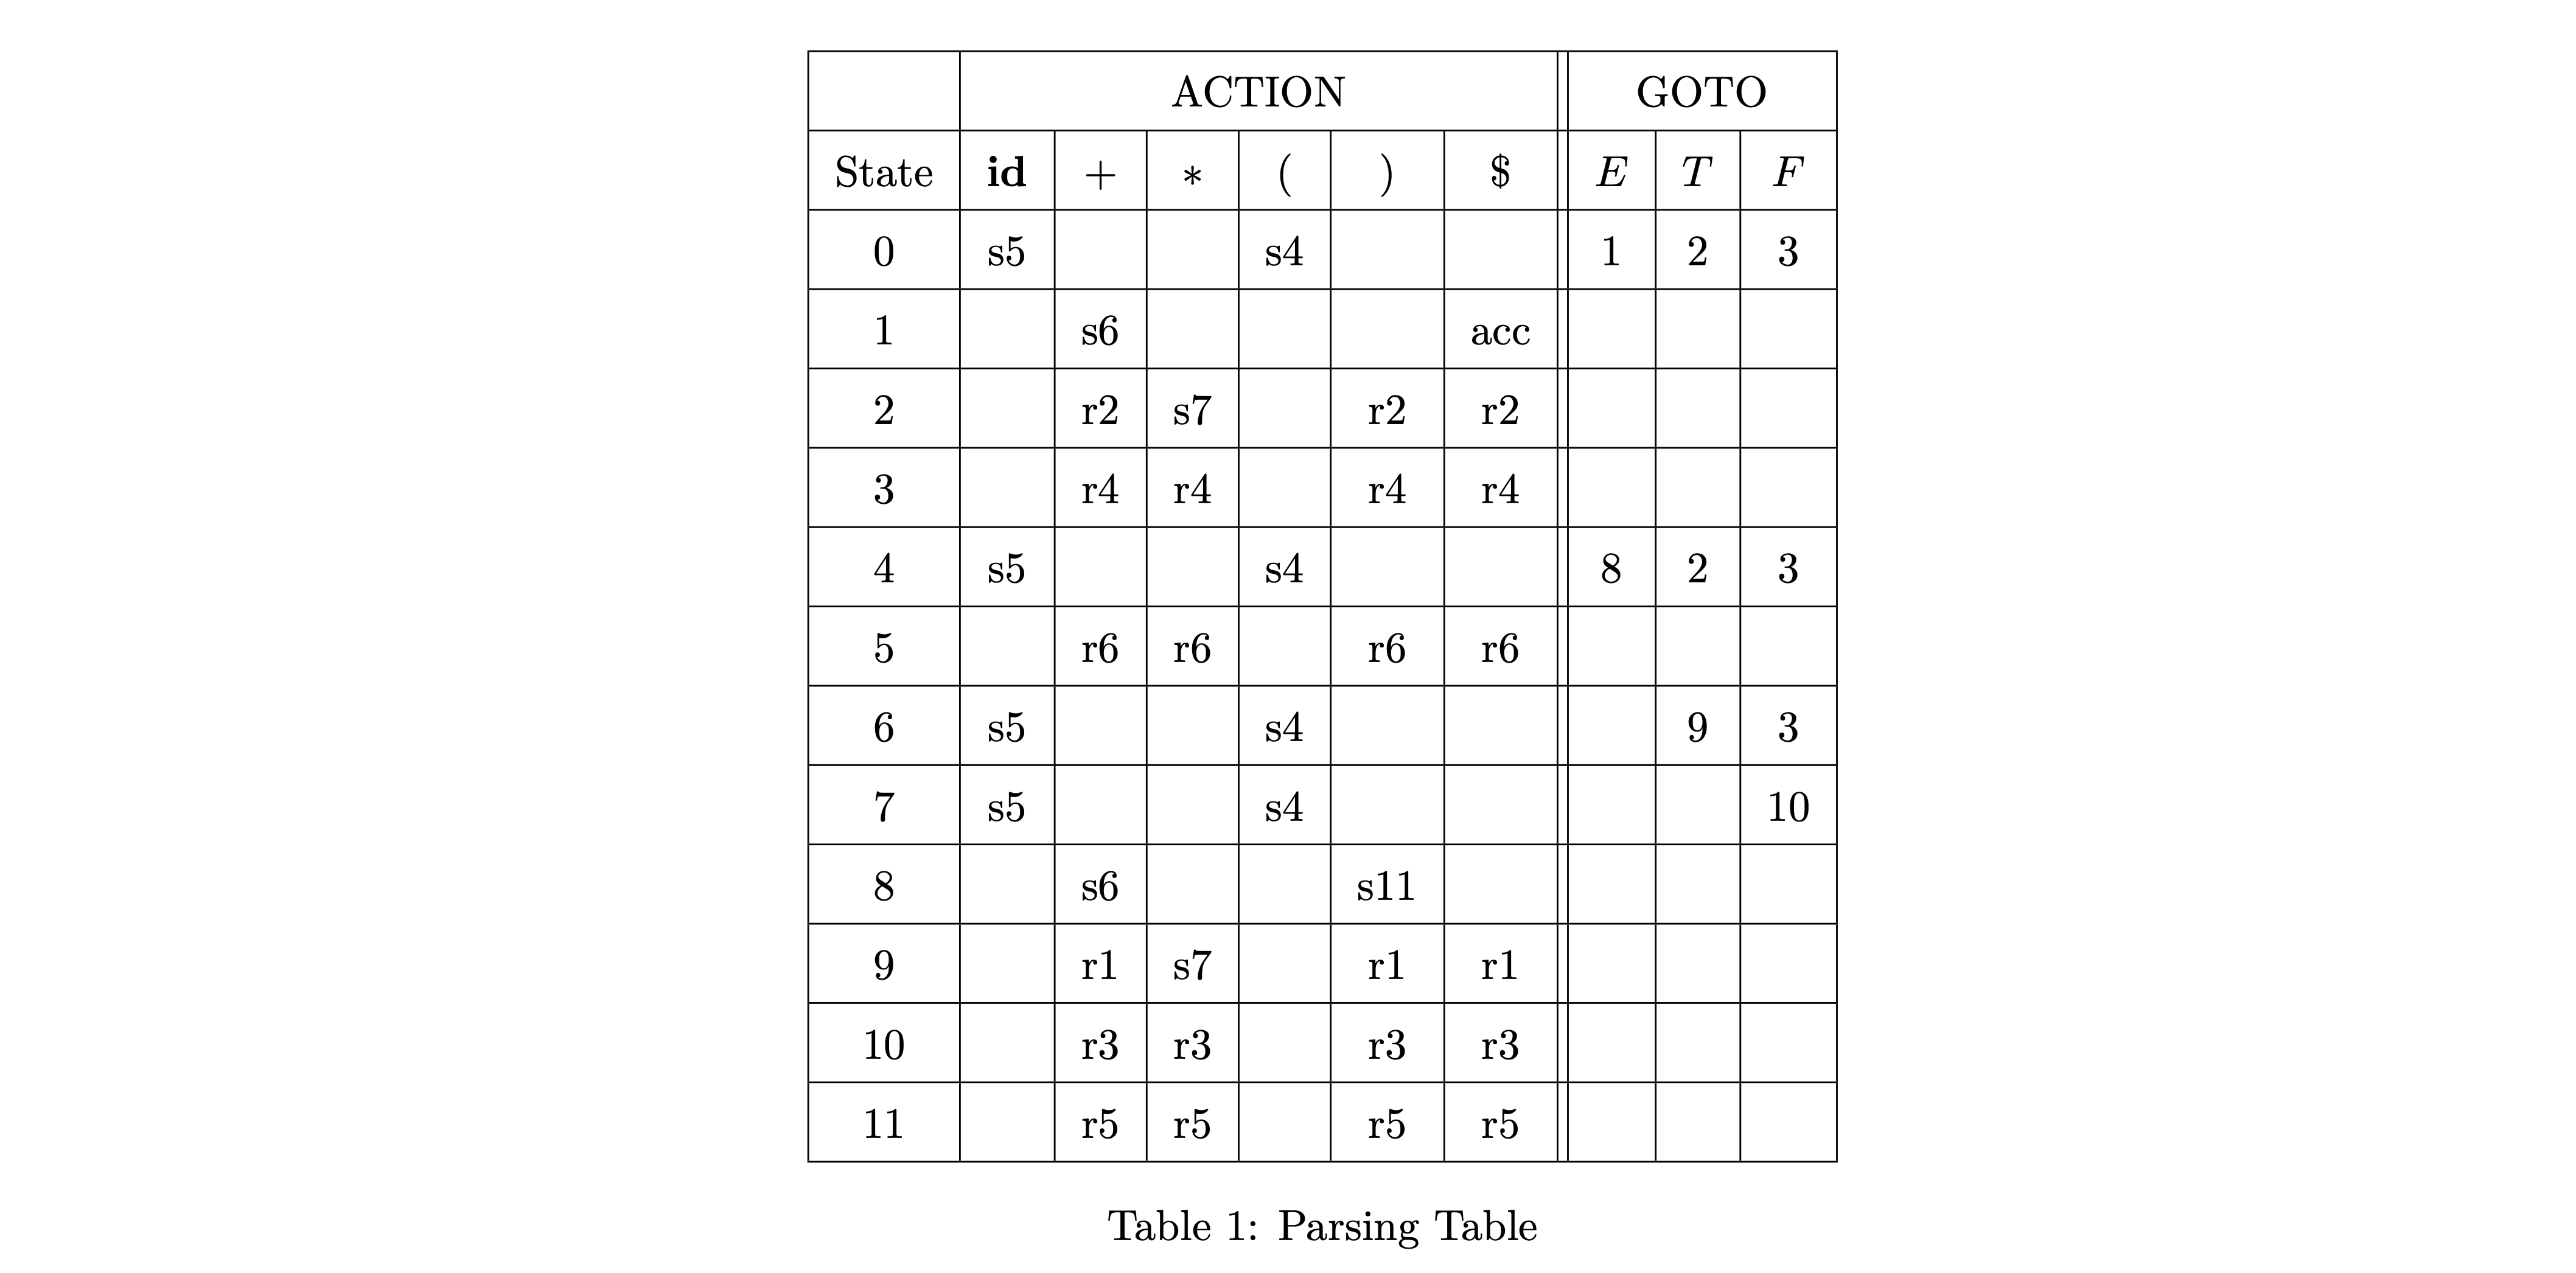 ACTION GOTO
State id + * ( ) $ E T F
0 s5 s4 1 2 3
1 s6 acc
2 r2 s7 r2 r2
3 r4 r4 r4 r4
4 s5 s4 8 2 3
5 r6 r6 r6 r6
6 s5 s4 9 3
7 s5 s4 10
8 s6 s11
9 r1 s7 r1 r1
10 r3 r3 r3 r3
11 r5 r5 r5 r5
Table 1: Parsing Table